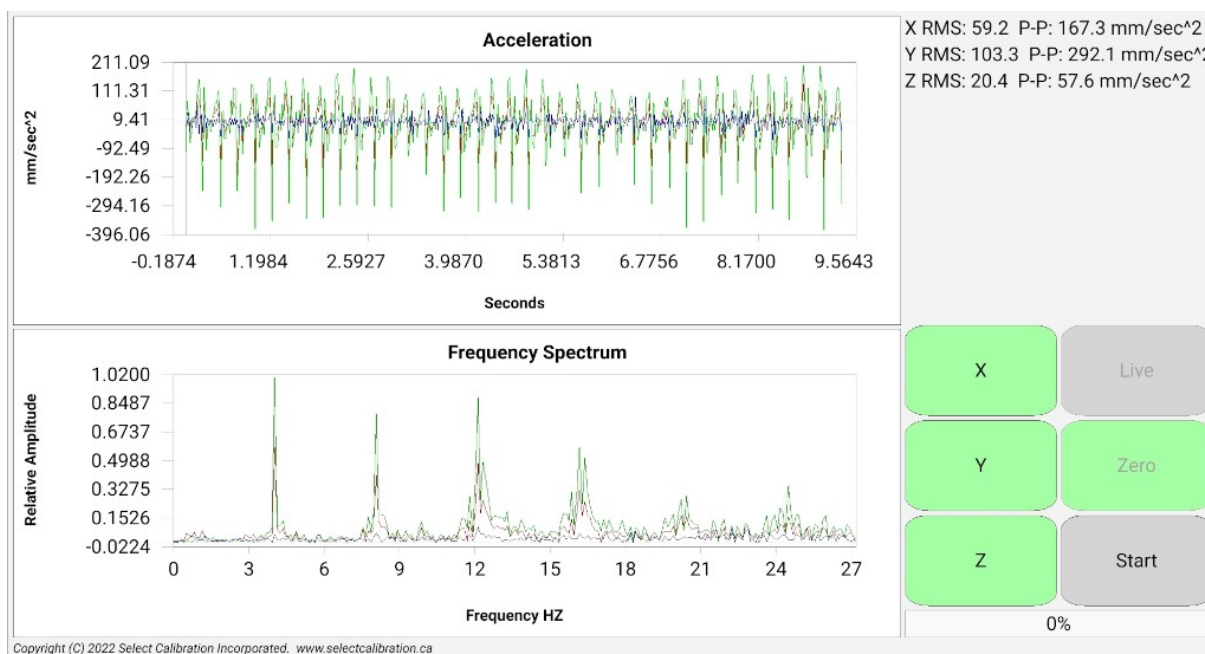 Acceleration
mm/sec^2
211.09
111.31
9.41
-92.49
-192.26
-294.16
-396.06
-0.1874 1.1984 2.5927 3.9870 5.3813 6.7756 8.1700 9.5643
Seconds
X RMS: 59.2 P-P: 167.3 mm/sec^2
Y RMS: 103.3 P-P: 292.1 mm/sec^2
Z RMS: 20.4 P-P: 57.6 mm/sec^2
Frequency Spectrum
Relative Amplitude
1.0200
0.8487
0.6737
0.4988
0.3275
0.1526
-0.0224
0 3 6 9 12 15 18 21 24 27
Frequency HZ
X Live
Y Zero
Z Start
0%
Copyright (C) 2022 Select Calibration Incorporated. www.selectcalibration.ca